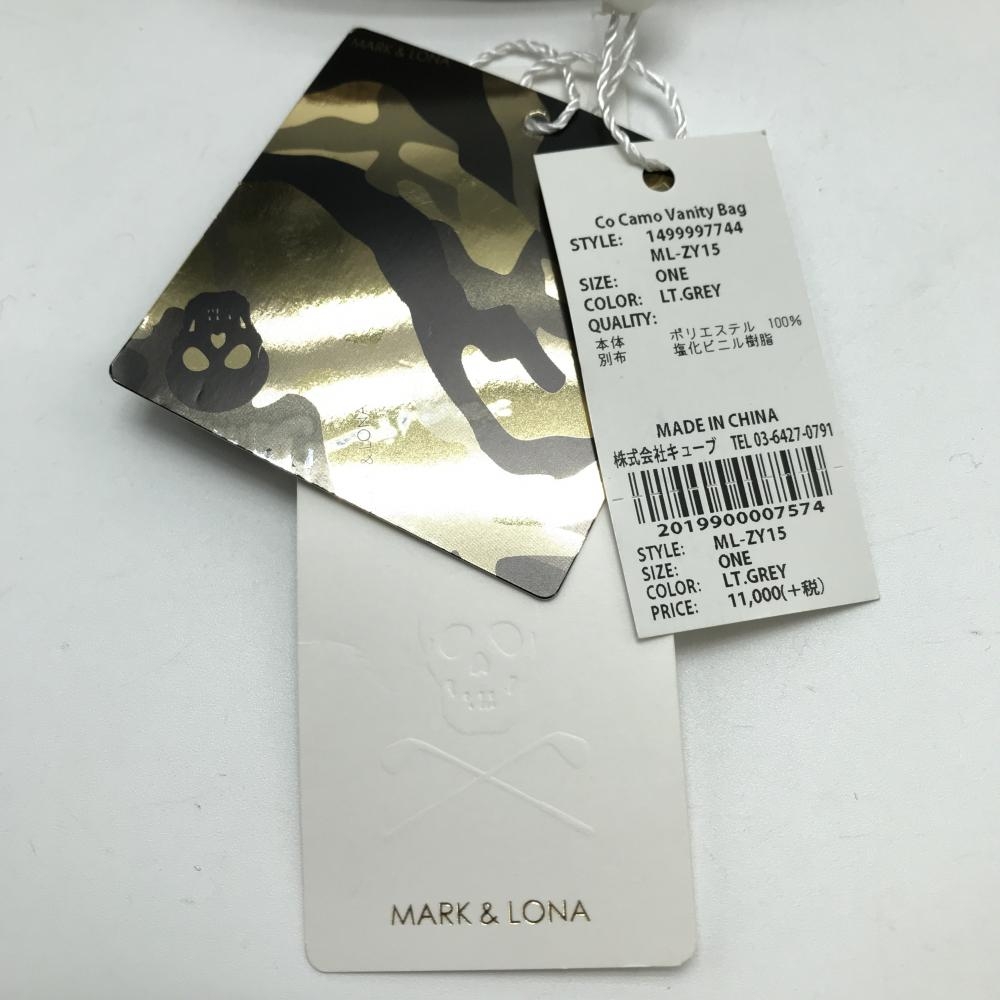 MARK & LONA
Co Camo Vanity Bag
STYLE: 1499997744
ML-ZY15
SIZE: ONE
COLOR: LT.GREY
QUALITY:
本体 ポリエステル 100%
別布 塩化ビニル樹脂
MADE IN CHINA
株式会社キューブ TEL 03-6427-0791
2019900007574
STYLE: ML-ZY15
SIZE: ONE
COLOR: LT.GREY
PRICE: 11,000(+税)
& LONA
MARK & LONA